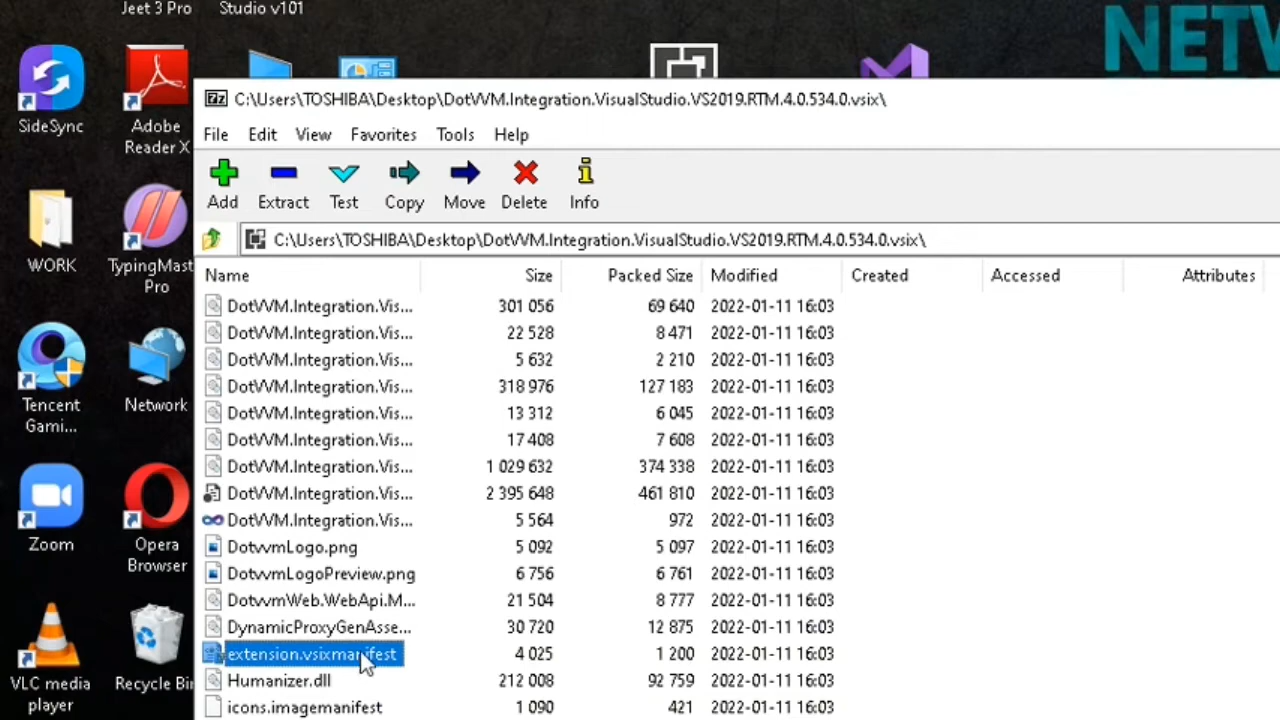 Jeet 3 Pro
Studio v101
NETW
SideSync
Adobe
Reader X
WORK
TypingMast
Pro
Tencent
Gami...
Network
Zoom
Opera
Browser
VLC media
player
Recycle Bin
C:\Users\TOSHIBA\Desktop\DotVVM.Integration.VisualStudio.VS2019.RTM.4.0.534.0.vsix\
File Edit View Favorites Tools Help
Add Extract Test Copy Move Delete Info
C:\Users\TOSHIBA\Desktop\DotVVM.Integration.VisualStudio.VS2019.RTM.4.0.534.0.vsix\
Name Size Packed Size Modified Created Accessed Attributes
DotVVM.Integration.Vis... 301 056 69 640 2022-01-11 16:03
DotVVM.Integration.Vis... 22 528 8 471 2022-01-11 16:03
DotVVM.Integration.Vis... 5 632 2 210 2022-01-11 16:03
DotVVM.Integration.Vis... 318 976 127 183 2022-01-11 16:03
DotVVM.Integration.Vis... 13 312 6 045 2022-01-11 16:03
DotVVM.Integration.Vis... 17 408 7 608 2022-01-11 16:03
DotVVM.Integration.Vis... 1 029 632 374 338 2022-01-11 16:03
DotVVM.Integration.Vis... 2 395 648 461 810 2022-01-11 16:03
DotVVM.Integration.Vis... 5 564 972 2022-01-11 16:03
DotvvmLogo.png 5 092 5 097 2022-01-11 16:03
DotvvmLogoPreview.png 6 756 6 761 2022-01-11 16:03
DotvvmWeb.WebApi.M... 21 504 8 777 2022-01-11 16:03
DynamicProxyGenAsse... 30 720 12 875 2022-01-11 16:03
extension.vsixmanifest 4 025 1 200 2022-01-11 16:03
Humanizer.dll 212 008 92 759 2022-01-11 16:03
icons.imagemanifest 1 090 421 2022-01-11 16:03